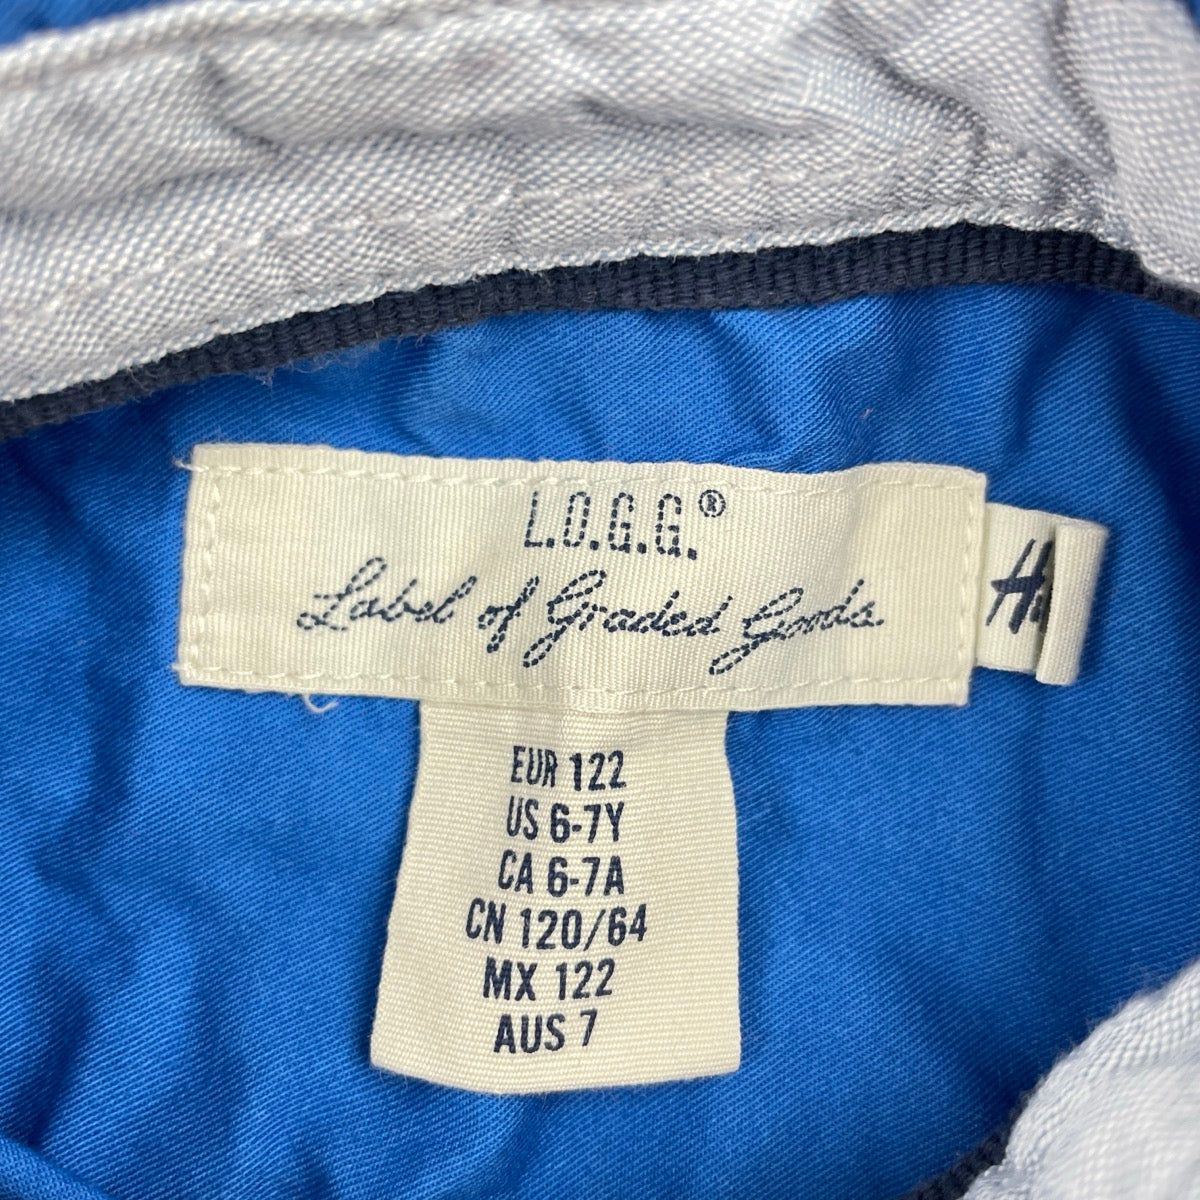 L.O.G.G.®
Label of Graded Goods
EUR 122
US 6-7Y
CA 6-7A
CN 120/64
MX 122
AUS 7